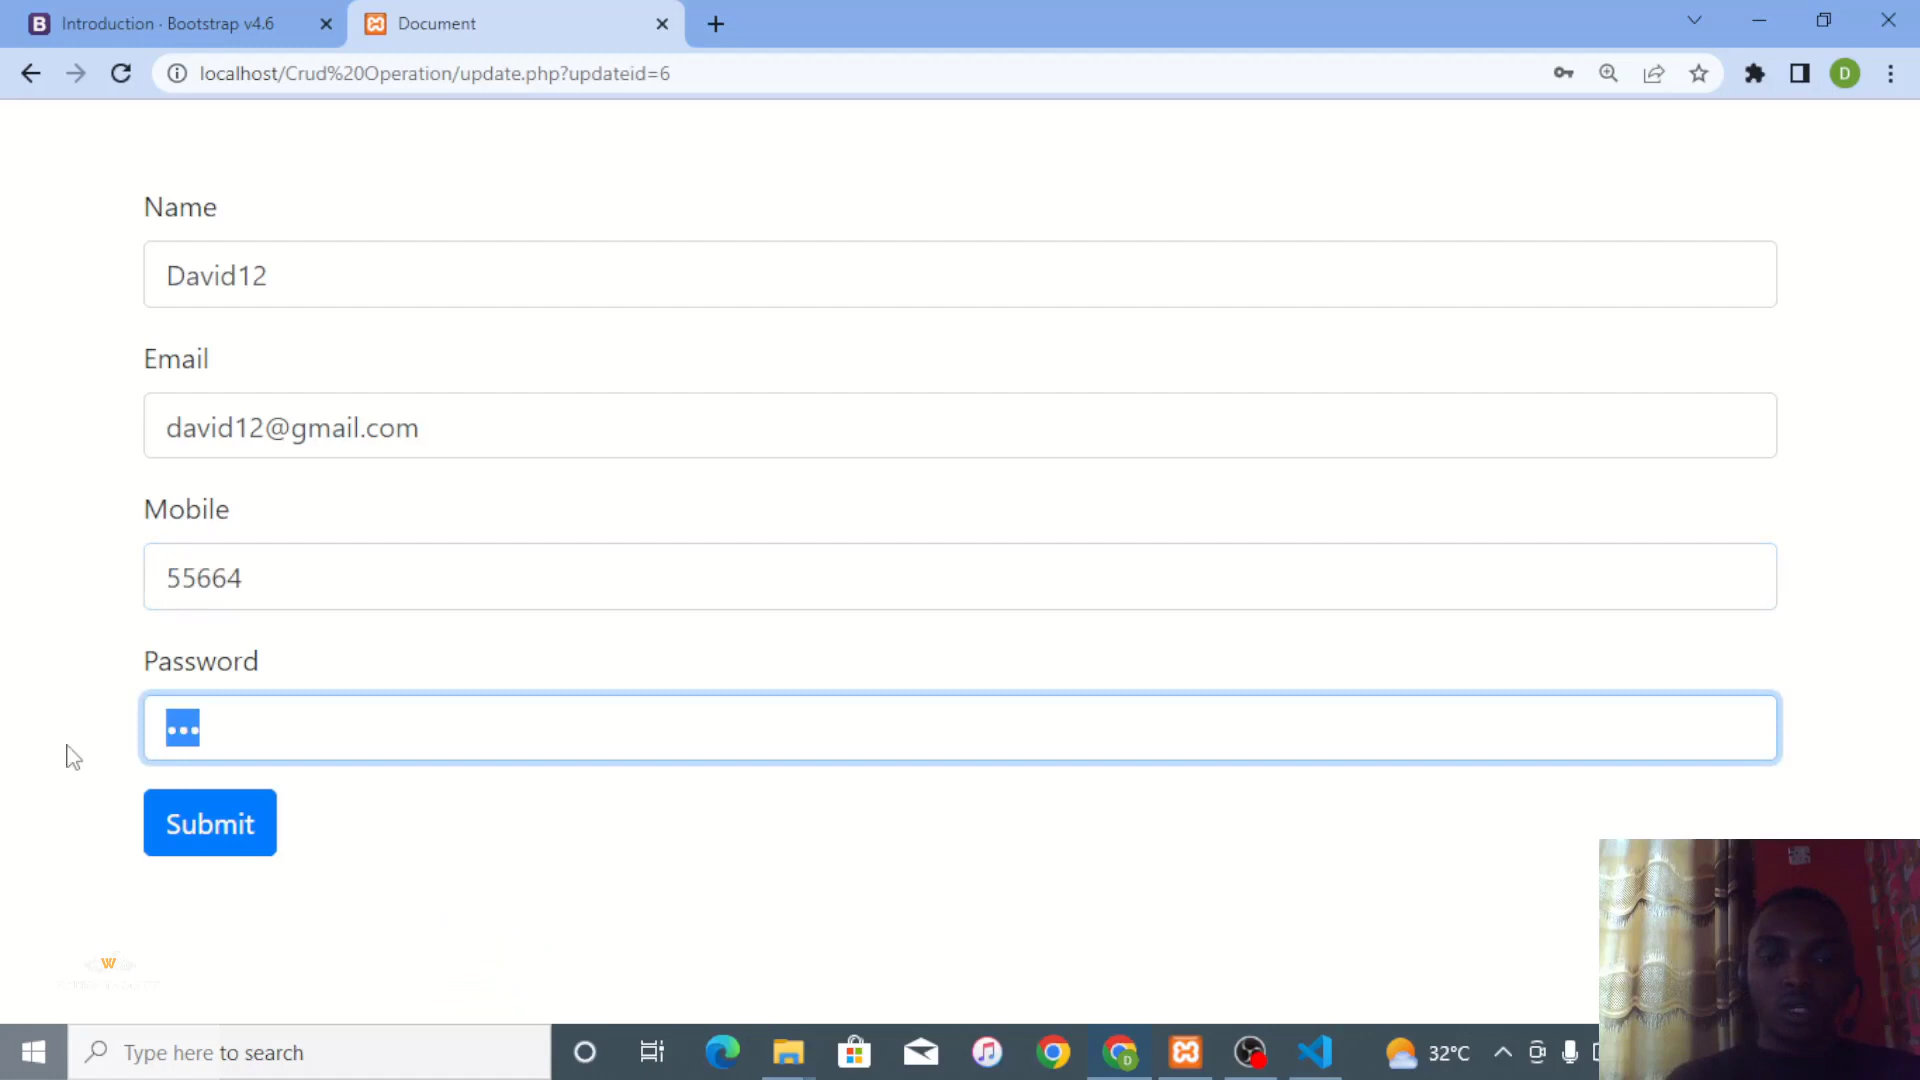 Introduction · Bootstrap v4.6
Document
localhost/Crud%20Operation/update.php?updateid=6
D
Name
David12
Email
david12@gmail.com
Mobile
55664
Password
Submit
W
Type here to search
D
32°C